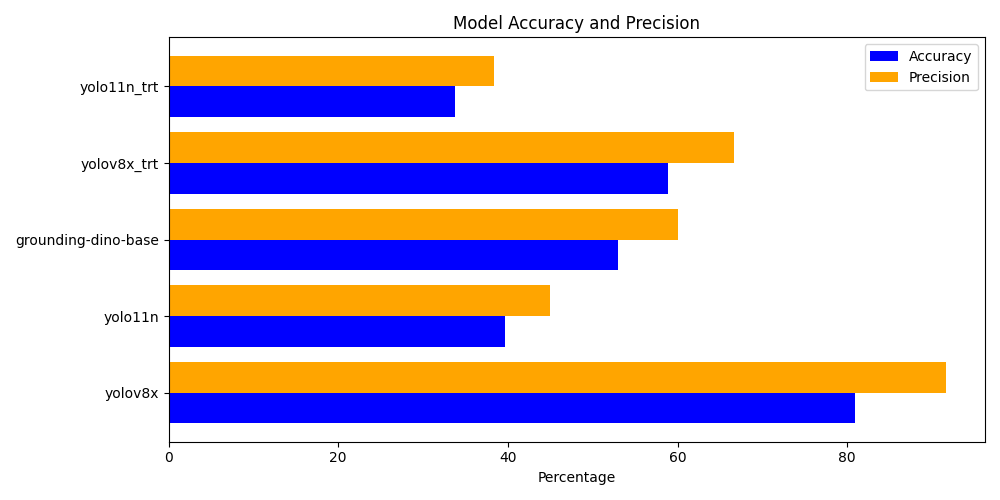 Model Accuracy and Precision
Accuracy
Precision
yolo11n_trt
yolov8x_trt
grounding-dino-base
yolo11n
yolov8x
0 20 40 60 80
Percentage